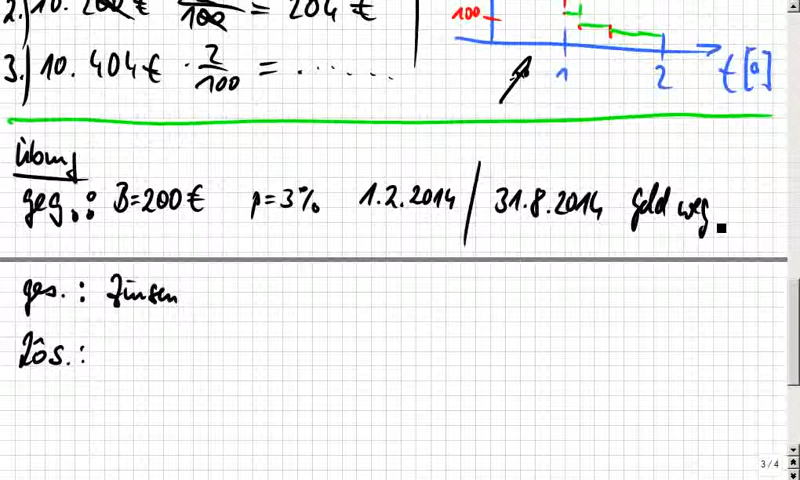 2.) 10.200€ 100 = 204 €
3.) 10.404€ · 2/100 = .......
100
1 2 t [a]
Übung
geg.: B=200€ p=3% 1.2.2014 | 31.8.2014 Geld weg.
ges.: Zinsen
Lös.:
3 / 4